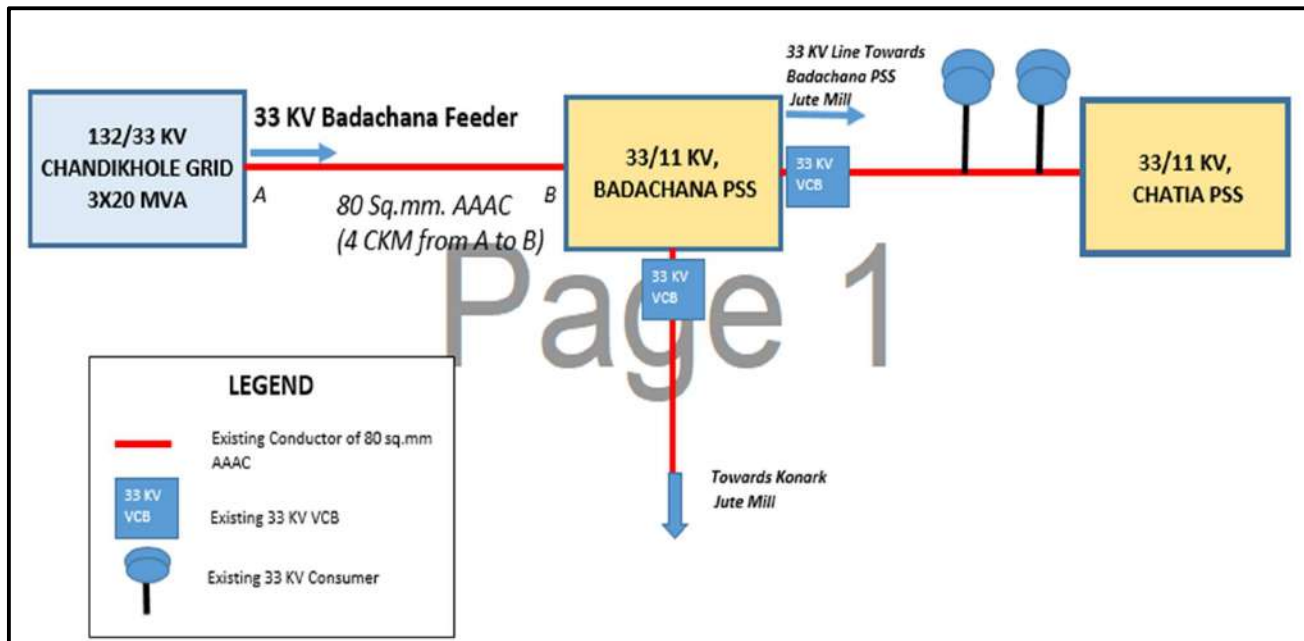 132/33 KV
CHANDIKHOLE GRID
3X20 MVA
33 KV Badachana Feeder
A
B
80 Sq.mm. AAAC
(4 CKM from A to B)
33/11 KV,
BADACHANA PSS
33 KV Line Towards
Badachana PSS
Jute Mill
33 KV
VCB
33/11 KV,
CHATIA PSS
33 KV
VCB
Page 1
Towards Konark
Jute Mill
LEGEND
Existing Conductor of 80 sq.mm
AAAC
33 KV
VCB
Existing 33 KV VCB
Existing 33 KV Consumer